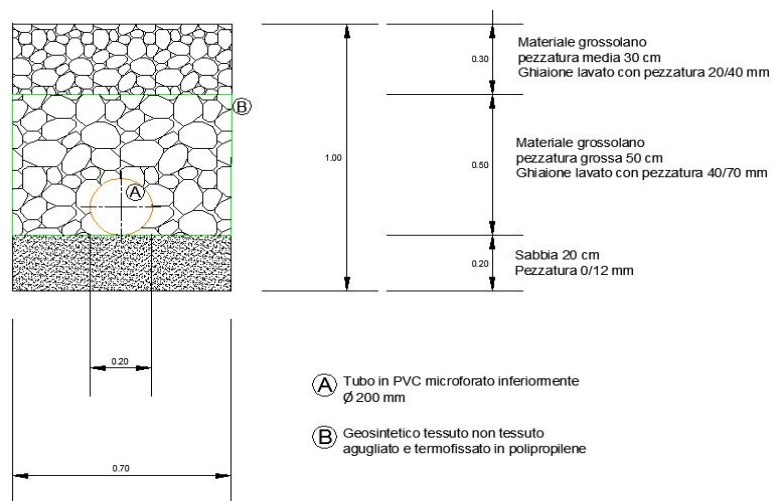 Materiale grossolano
pezzatura media 30 cm
Ghiaione lavato con pezzatura 20/40 mm
0.30
B
Materiale grossolano
pezzatura grossa 50 cm
Ghiaione lavato con pezzatura 40/70 mm
1.00
0.50
A
Sabbia 20 cm
Pezzatura 0/12 mm
0.20
0.20
A Tubo in PVC microforato inferiormente
Ø 200 mm
B Geosintetico tessuto non tessuto
agugliato e termofissato in polipropilene
0.70